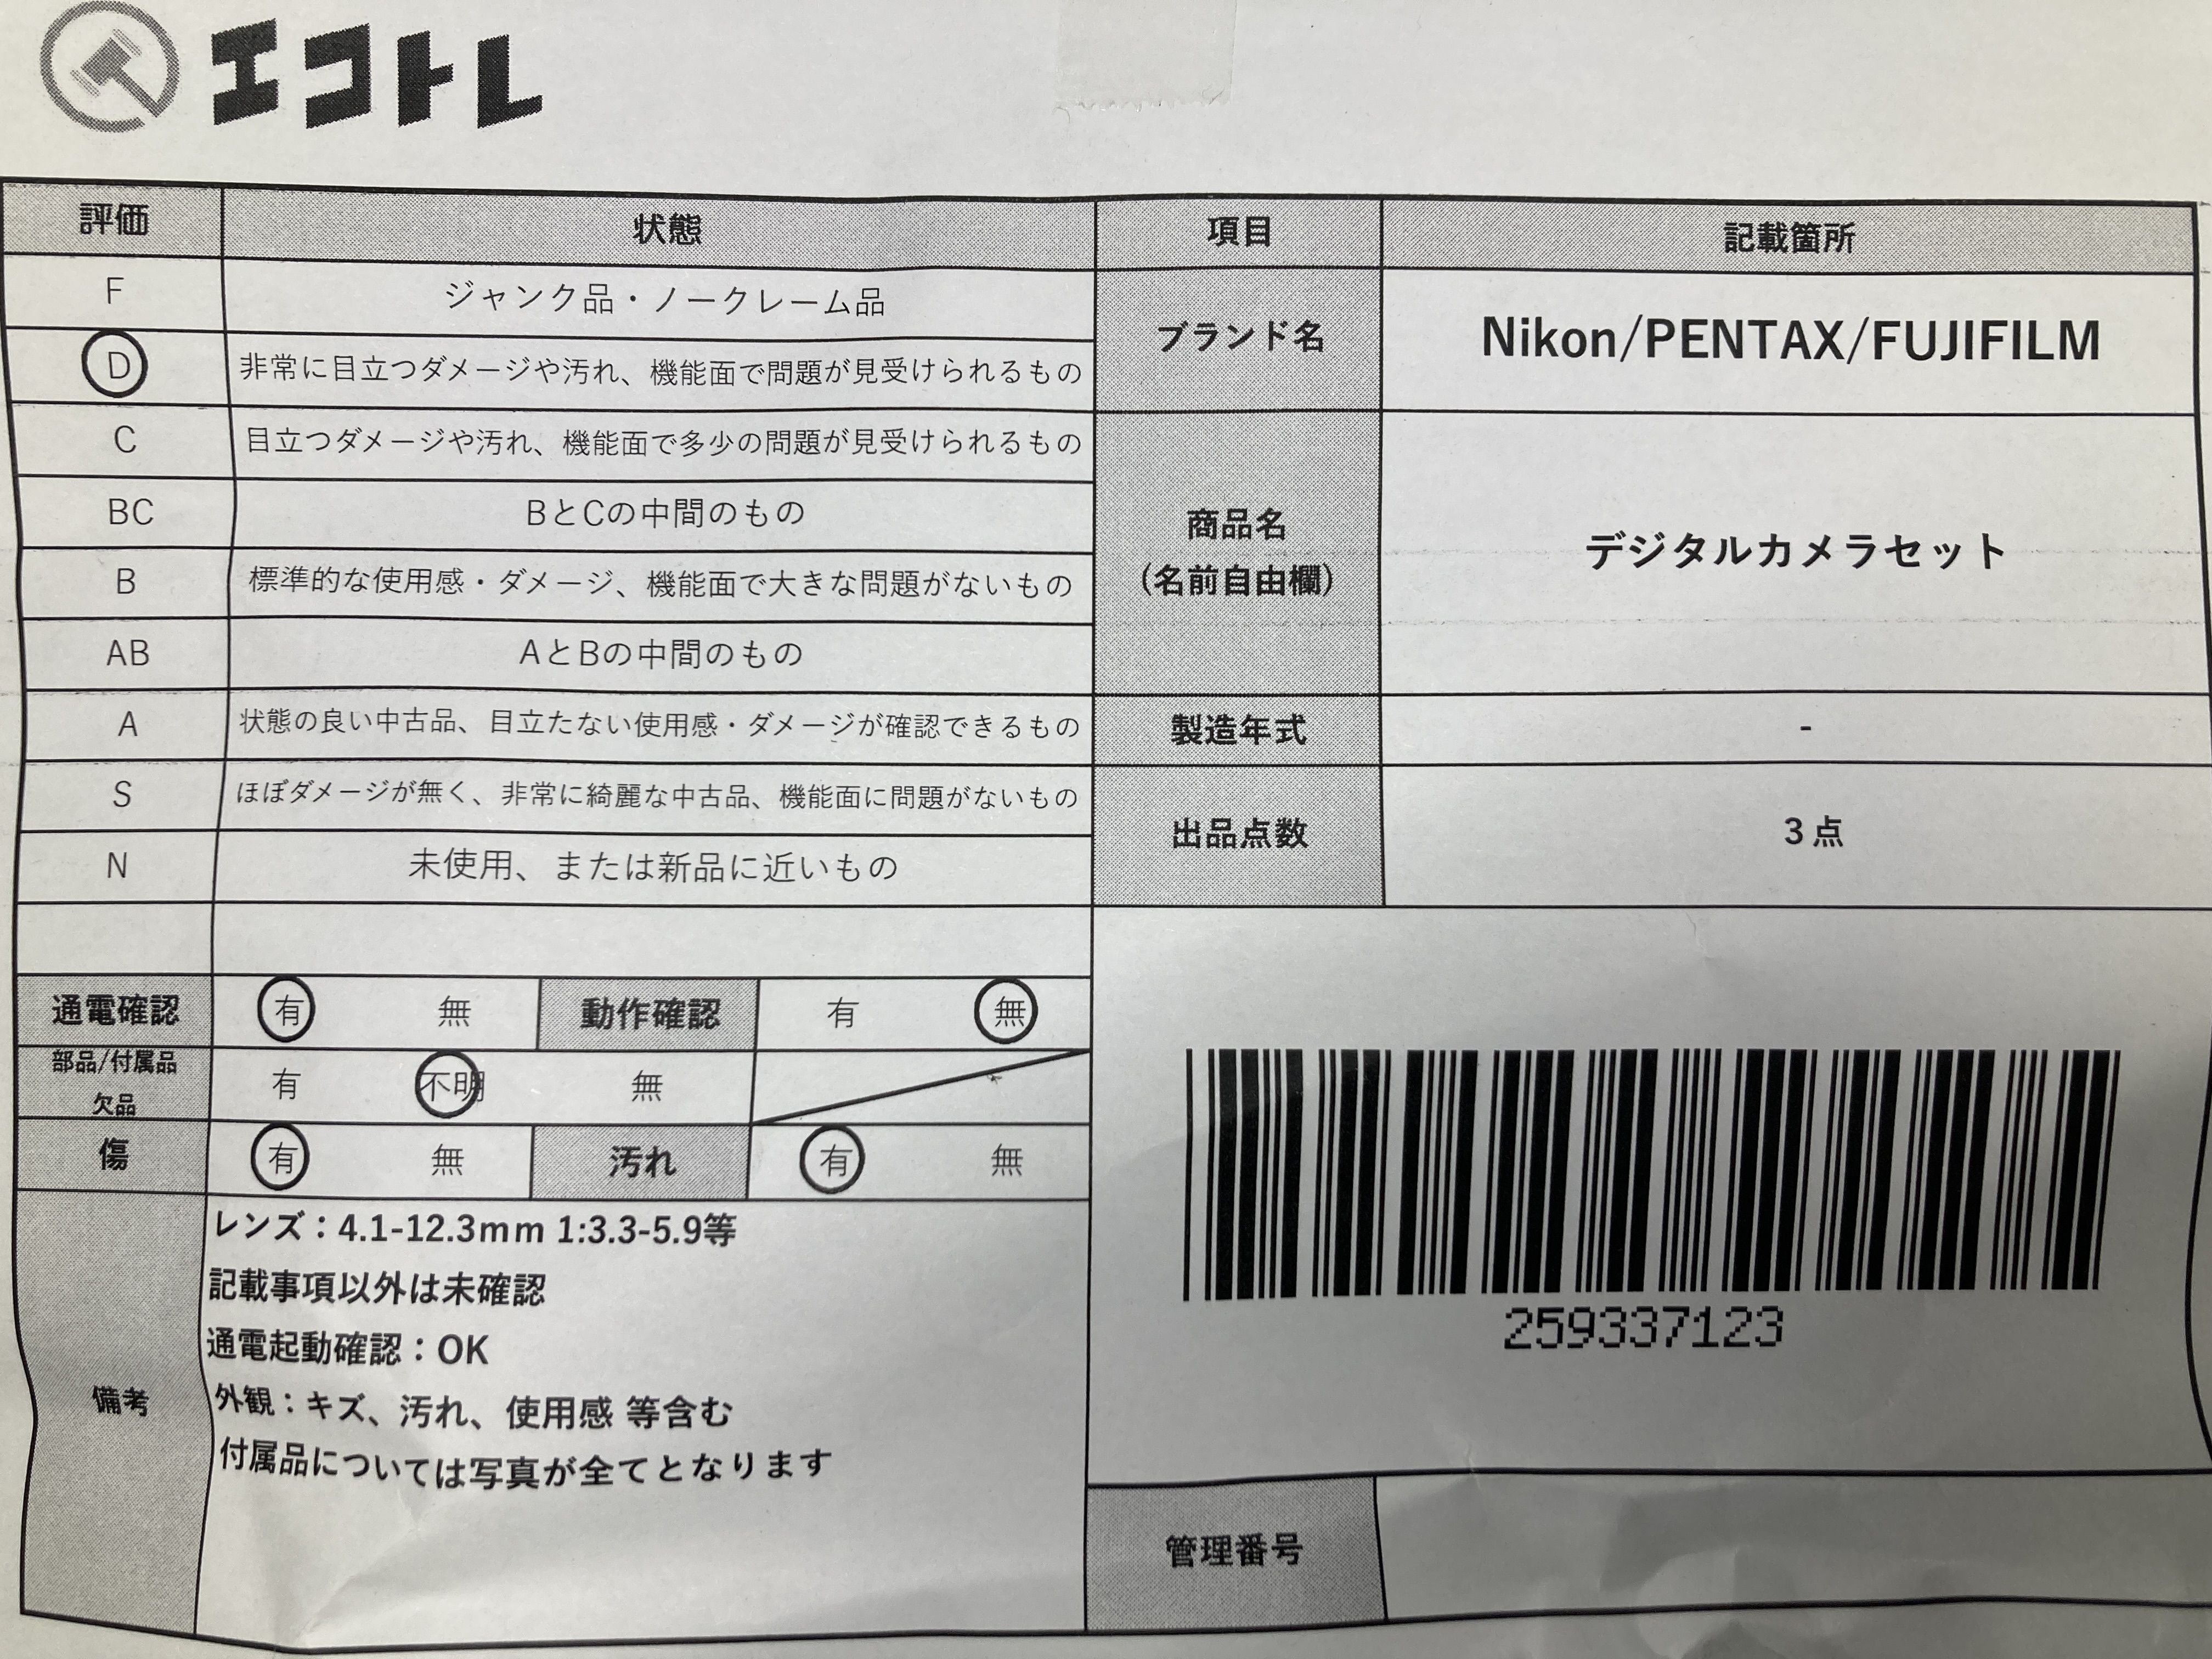 エコトレ
評価 状態 項目 記載箇所
F ジャンク品・ノークレーム品
D 非常に目立つダメージや汚れ、機能面で問題が見受けられるもの
ブランド名 Nikon/PENTAX/FUJIFILM
C 目立つダメージや汚れ、機能面で多少の問題が見受けられるもの
BC BとCの中間のもの
B 標準的な使用感・ダメージ、機能面で大きな問題がないもの
商品名
(名前自由欄)
デジタルカメラセット
AB AとBの中間のもの
A 状態の良い中古品、目立たない使用感・ダメージが確認できるもの
製造年式 -
S ほぼダメージが無く、非常に綺麗な中古品、機能面に問題がないもの
出品点数 3点
N 未使用、または新品に近いもの
通電確認 有 無 動作確認 有 無
部品/付属品
欠品
有 不明 無
傷 有 無 汚れ 有 無
備考
レンズ：4.1-12.3mm 1:3.3-5.9等
記載事項以外は未確認
通電起動確認：OK
外観：キズ、汚れ、使用感 等含む
付属品については写真が全てとなります
259337123
管理番号